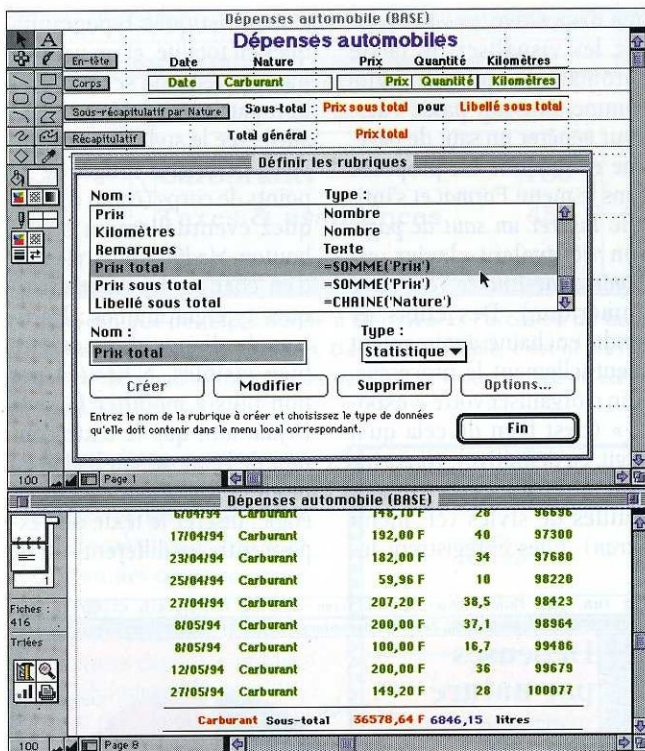 Dépenses automobile (BASE)
Dépenses automobiles
A
En-tête Date Nature Prix Quantité Kilomètres
Corps Date Carburant Prix Quantité Kilomètres
Sous-récapitulatif par Nature Sous-total Prix sous total pour Libellé sous total
Récapitulatif Total général Prix total
Définir les rubriques
Nom : Type :
Prix Nombre
Kilomètres Nombre
Remarques Texte
Prix total =SOMME('Prix')
Prix sous total =SOMME('Prix')
Libellé sous total =CHAINE('Nature')
Nom : Type :
Prix total Statistique
Créer Modifier Supprimer Options...
Entrez le nom de la rubrique à créer et choisissez le type de données
qu'elle doit contenir dans le menu local correspondant.
Fin
100 Page 1
Dépenses automobile (BASE)
6/04/94 Carburant 148,10 F 28 96696
17/04/94 Carburant 192,00 F 40 97300
23/04/94 Carburant 182,00 F 34 97680
25/04/94 Carburant 59,96 F 10 98220
27/04/94 Carburant 207,20 F 38,5 98423
8/05/94 Carburant 200,00 F 37,1 98964
8/05/94 Carburant 100,00 F 16,7 99486
12/05/94 Carburant 200,00 F 36 99679
27/05/94 Carburant 149,20 F 28 100077
Carburant Sous-total 36578,64 F 6846,15 litres
1
Fiches :
416
Triées
100 Page 8